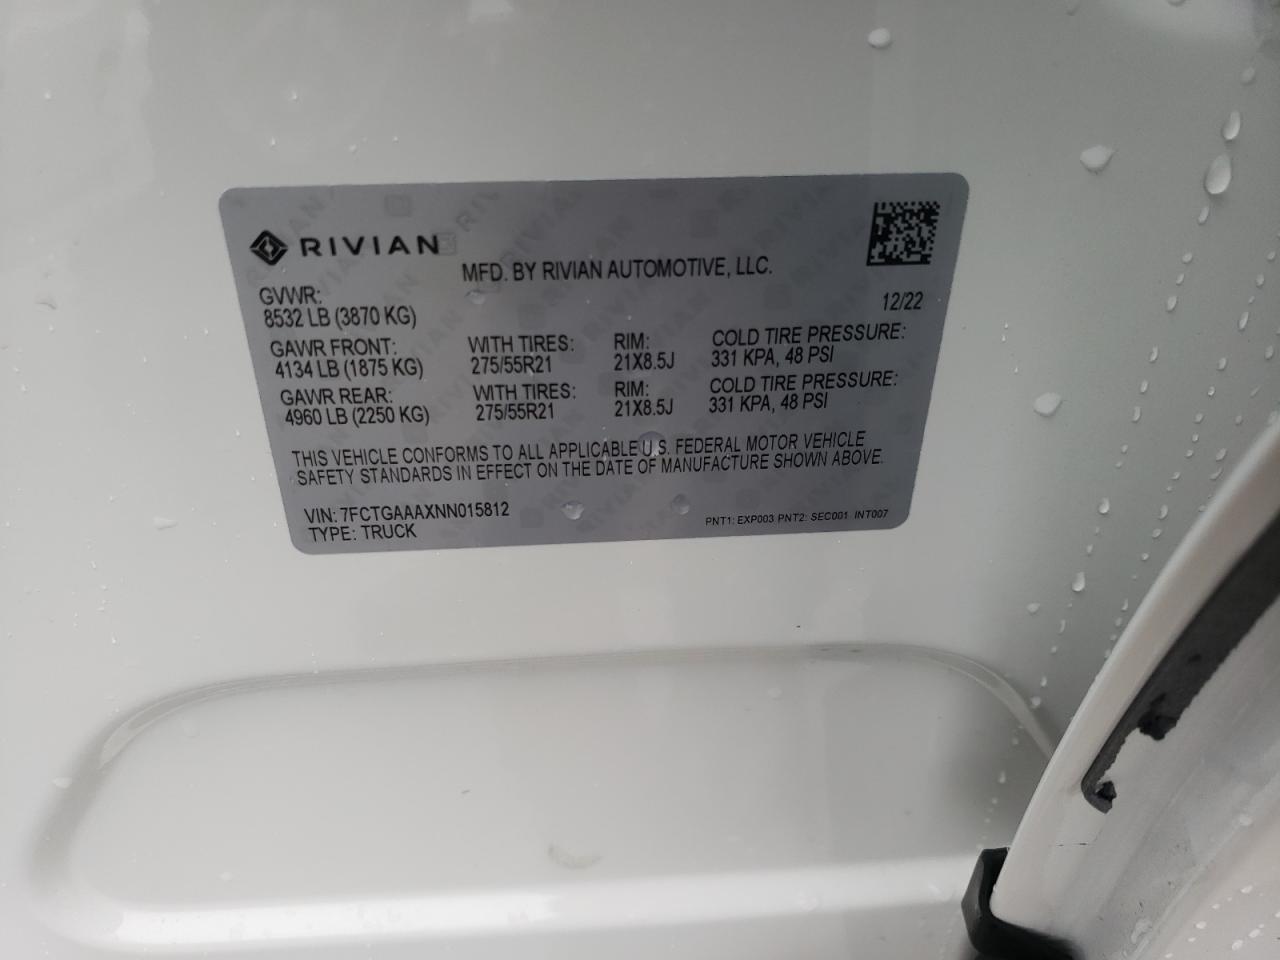 RIVIAN
MFD. BY RIVIAN AUTOMOTIVE, LLC.
GVWR: 12/22
8532 LB (3870 KG)
GAWR FRONT: WITH TIRES: RIM: COLD TIRE PRESSURE:
4134 LB (1875 KG) 275/55R21 21X8.5J 331 KPA, 48 PSI
GAWR REAR: WITH TIRES: RIM: COLD TIRE PRESSURE:
4960 LB (2250 KG) 275/55R21 21X8.5J 331 KPA, 48 PSI
THIS VEHICLE CONFORMS TO ALL APPLICABLE U.S. FEDERAL MOTOR VEHICLE
SAFETY STANDARDS IN EFFECT ON THE DATE OF MANUFACTURE SHOWN ABOVE.
VIN: 7FCTGAAAXNN015812
TYPE: TRUCK PNT1: EXP003 PNT2: SEC001 INT007